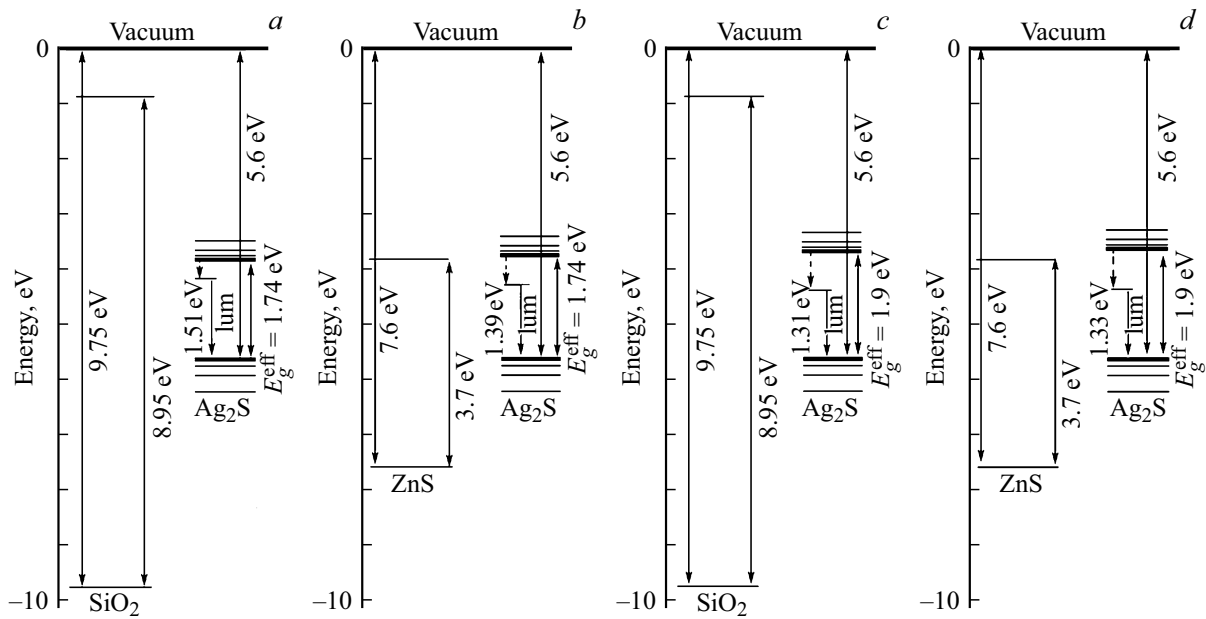 a
Vacuum
0
5.6 eV
9.75 eV
8.95 eV
1.51 eV
lum
E_g^eff = 1.74 eV
Energy, eV
Ag₂S
–10
SiO₂
b
Vacuum
0
5.6 eV
7.6 eV
3.7 eV
1.39 eV
lum
E_g^eff = 1.74 eV
Energy, eV
Ag₂S
ZnS
–10
c
Vacuum
0
5.6 eV
9.75 eV
8.95 eV
1.31 eV
lum
E_g^eff = 1.9 eV
Energy, eV
Ag₂S
–10
SiO₂
d
Vacuum
0
5.6 eV
7.6 eV
3.7 eV
1.33 eV
lum
E_g^eff = 1.9 eV
Energy, eV
Ag₂S
ZnS
–10